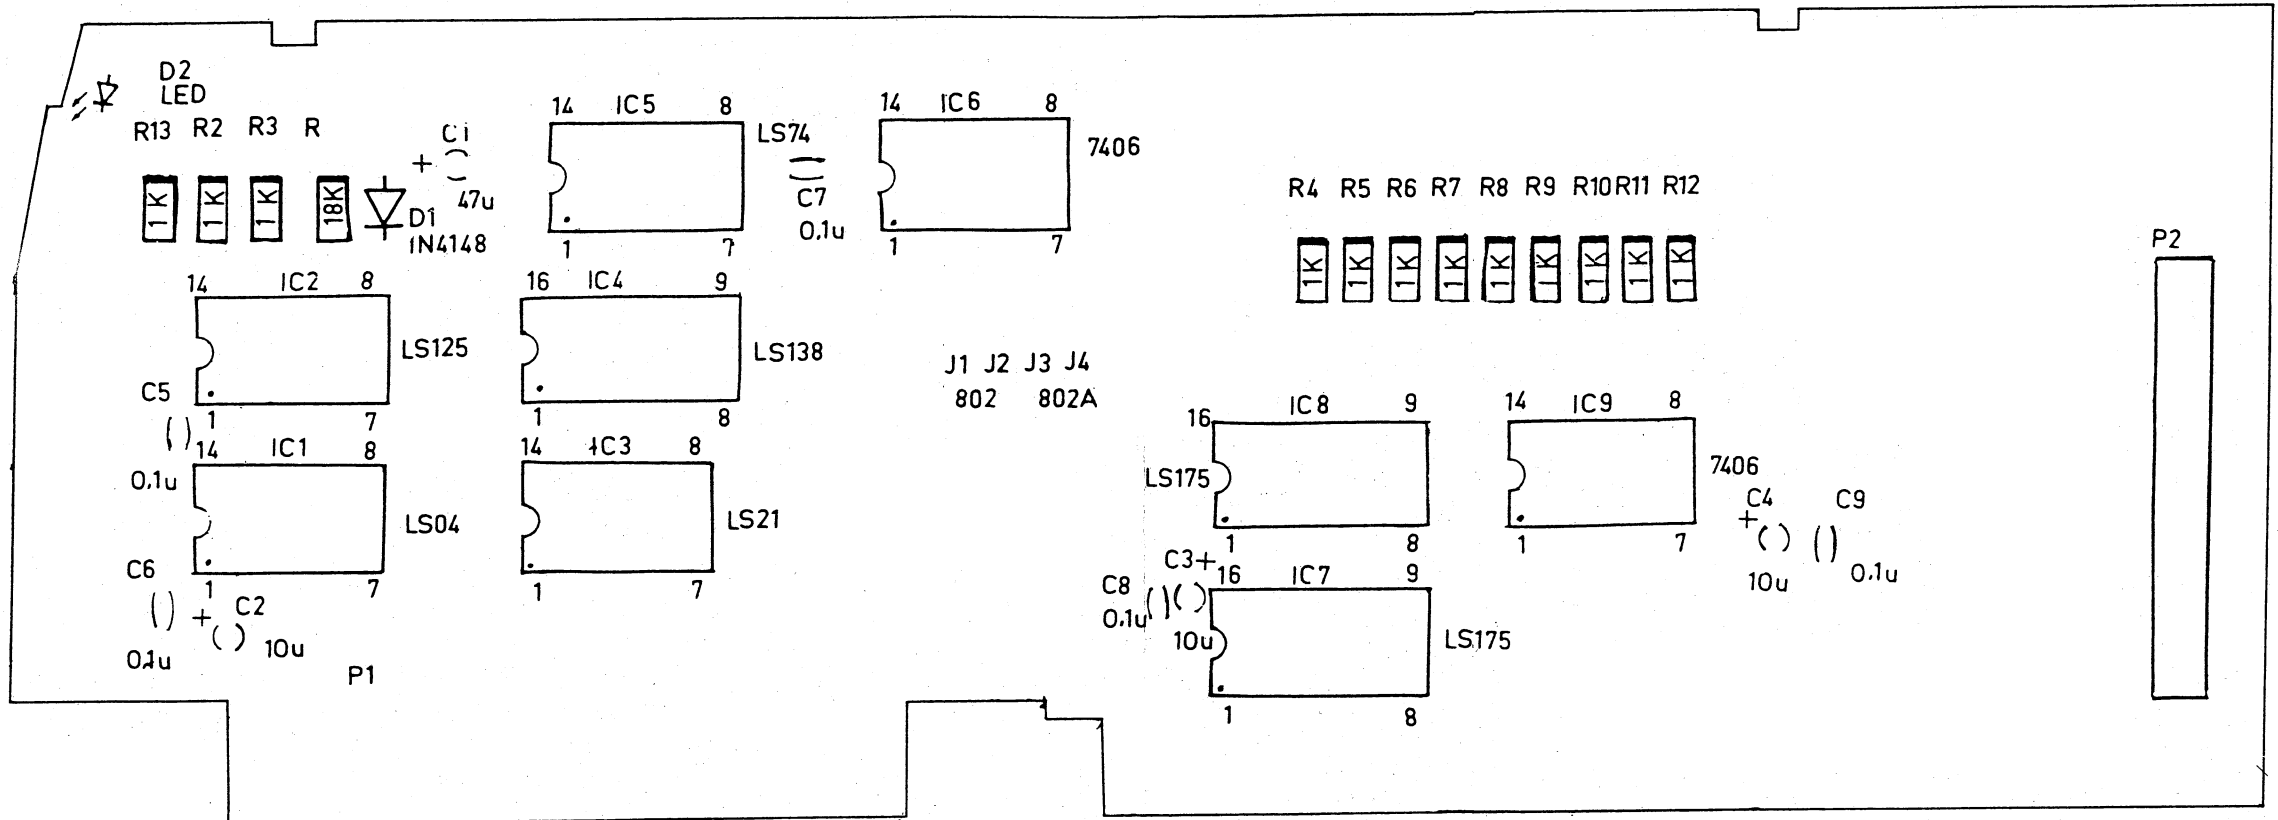 D2
LED
R13 R2 R3 R
1K 1K 1K 18K
D1
1N4148
+ C1
47u
14 IC5 8
LS74
1 7
C7
0.1u
14 IC6 8
7406
1 7
R4 R5 R6 R7 R8 R9 R10 R11 R12
1K 1K 1K 1K 1K 1K 1K 1K 1K
P2
14 IC2 8
LS125
1 7
16 IC4 9
LS138
1 8
J1 J2 J3 J4
802 802A
C5
0.1u
14 IC1 8
LS04
1 7
14 IC3 8
LS21
1 7
16 IC8 9
LS175
1 8
14 IC9 8
7406
1 7
C4
+
10u
C9
0.1u
C6
0.1u
+ C2
10u
P1
C3+
10u
C8
0.1u
16 IC7 9
LS175
1 8